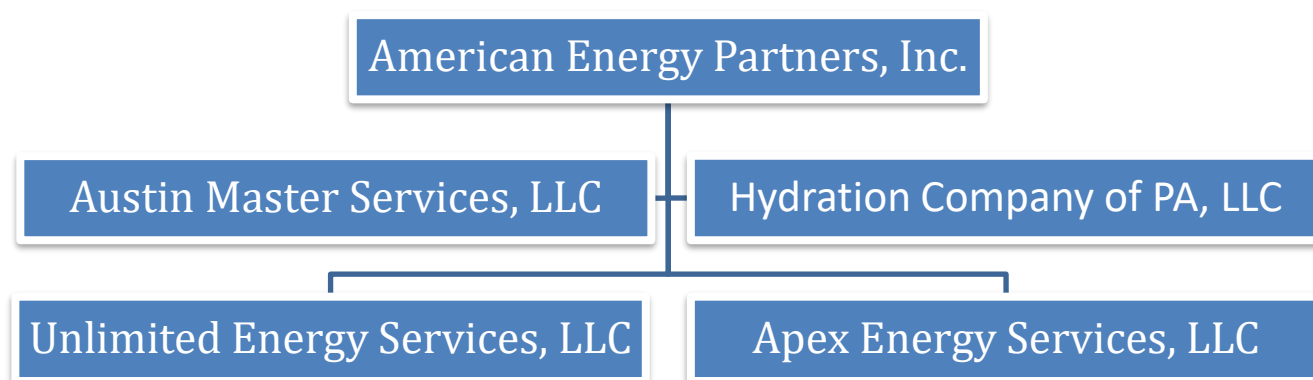 American Energy Partners, Inc.
Austin Master Services, LLC
Hydration Company of PA, LLC
Unlimited Energy Services, LLC
Apex Energy Services, LLC